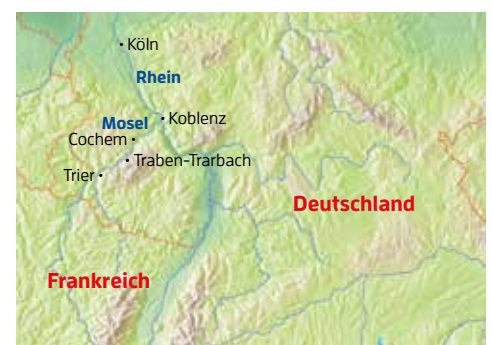 Köln
Rhein
Mosel
Koblenz
Cochem
Traben-Trarbach
Trier
Deutschland
Frankreich